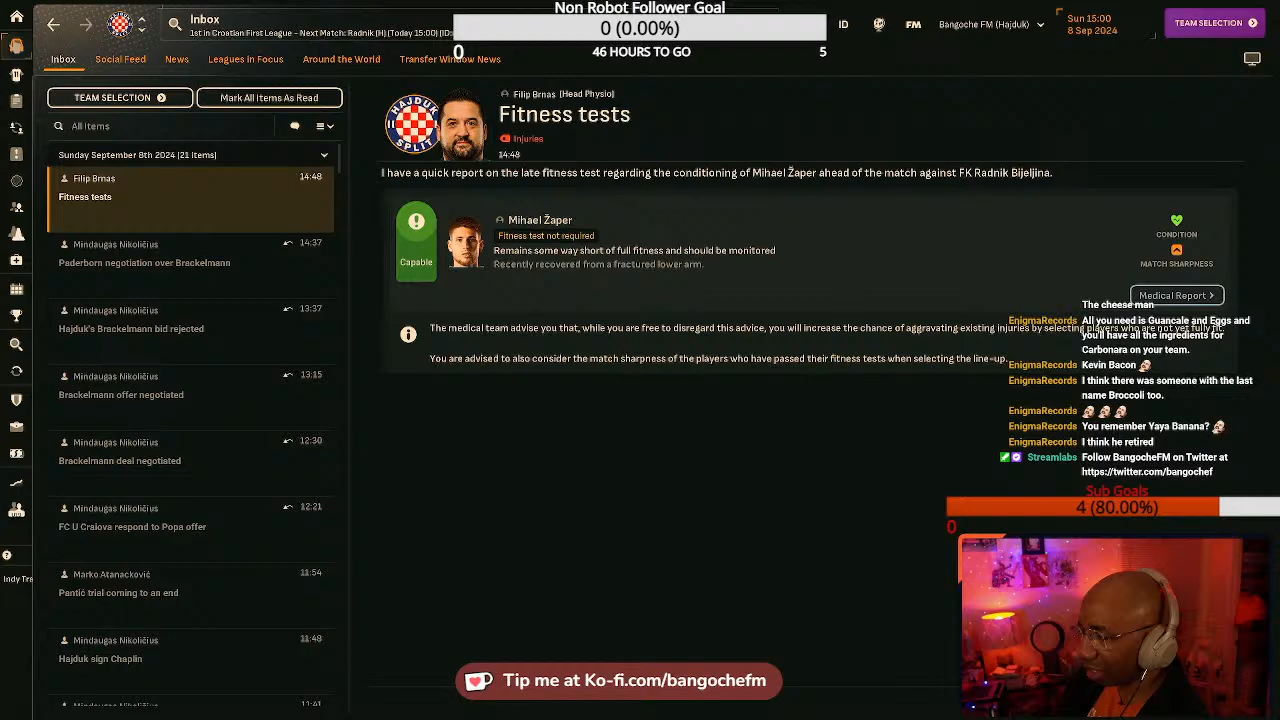 Non Robot Follower Goal
0 (0.00%)
0
46 HOURS TO GO
5
Inbox
1st in Croatian First League – Next Match: Radnik (H) (Today 15:00) (ID:
ID
FM
Bangoche FM (Hajduk)
Sun 15:00
8 Sep 2024
TEAM SELECTION
Inbox
Social Feed
News
Leagues in Focus
Around the World
Transfer Window News
TEAM SELECTION
Mark All Items As Read
All Items
Sunday September 8th 2024 (21 Items)
Filip Brnas
14:48
Fitness tests
Mindaugas Nikoličius
14:37
Paderborn negotiation over Brackelmann
Mindaugas Nikoličius
13:37
Hajduk's Brackelmann bid rejected
Mindaugas Nikoličius
13:15
Brackelmann offer negotiated
Mindaugas Nikoličius
12:30
Brackelmann deal negotiated
Mindaugas Nikoličius
12:21
FC U Craiova respond to Popa offer
Marko Atanacković
11:54
Pantić trial coming to an end
Mindaugas Nikoličius
11:48
Hajduk sign Chaplin
Mindaugas Nikoličius
11:41
Indy Tra
HAJDUK
SPLIT
Filip Brnas (Head Physio)
Fitness tests
Injuries
14:48
I have a quick report on the late fitness test regarding the conditioning of Mihael Žaper ahead of the match against FK Radnik Bijeljina.
Capable
Mihael Žaper
Fitness test not required
Remains some way short of full fitness and should be monitored
Recently recovered from a fractured lower arm.
CONDITION
MATCH SHARPNESS
Medical Report
The medical team advise you that, while you are free to disregard this advice, you will increase the chance of aggravating existing injuries by selecting players who are not yet fully fit.
You are advised to also consider the match sharpness of the players who have passed their fitness tests when selecting the line-up.
The cheese man
EnigmaRecords All you need is Guancale and Eggs and
you'll have all the ingredients for
Carbonara on your team.
EnigmaRecords Kevin Bacon
EnigmaRecords I think there was someone with the last
name Broccoli too.
EnigmaRecords
EnigmaRecords You remember Yaya Banana?
EnigmaRecords I think he retired
Streamlabs Follow BangocheFM on Twitter at
https://twitter.com/bangochef
Sub Goals
4 (80.00%)
0
Tip me at Ko-fi.com/bangochefm